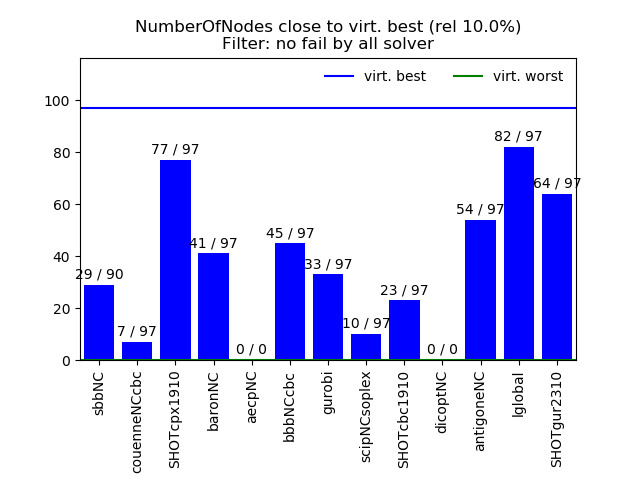 NumberOfNodes close to virt. best (rel 10.0%)
Filter: no fail by all solver
virt. best
virt. worst
100
80
60
40
20
0
29 / 90
7 / 97
77 / 97
41 / 97
0 / 0
45 / 97
33 / 97
10 / 97
23 / 97
0 / 0
54 / 97
82 / 97
64 / 97
sbbNC
couenneNCcbc
SHOTcpx1910
baronNC
aecpNC
bbbNCcbc
gurobi
scipNCsoplex
SHOTcbc1910
dicoptNC
antigoneNC
lglobal
SHOTgur2310